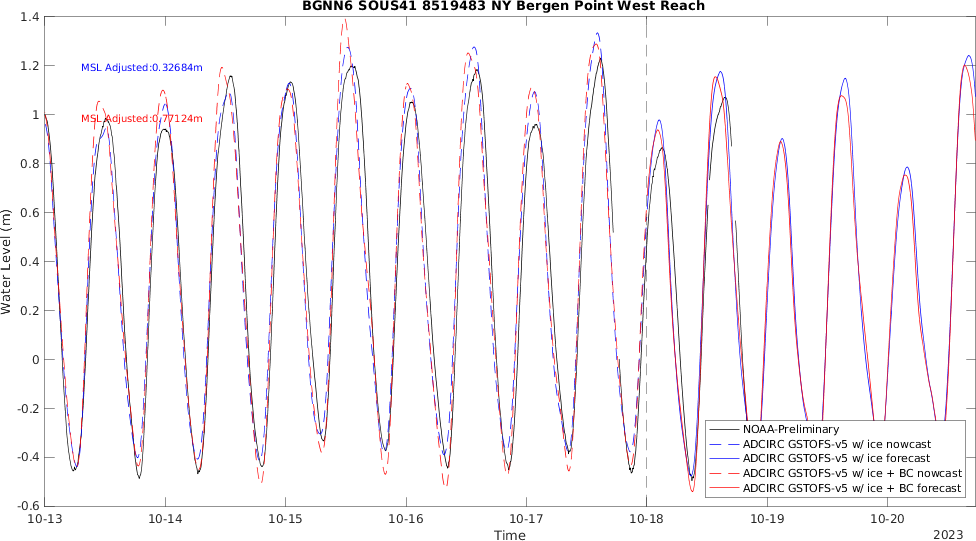 BGNN6 SOUS41 8519483 NY Bergen Point West Reach
1.4
1.2
1
0.8
0.6
0.4
0.2
0
-0.2
-0.4
-0.6
Water Level (m)
MSL Adjusted:0.32684m
MSL Adjusted:0.77124m
NOAA-Preliminary
ADCIRC GSTOFS-v5 w/ ice nowcast
ADCIRC GSTOFS-v5 w/ ice forecast
ADCIRC GSTOFS-v5 w/ ice + BC nowcast
ADCIRC GSTOFS-v5 w/ ice + BC forecast
10-13 10-14 10-15 10-16 10-17 10-18 10-19 10-20
Time
2023